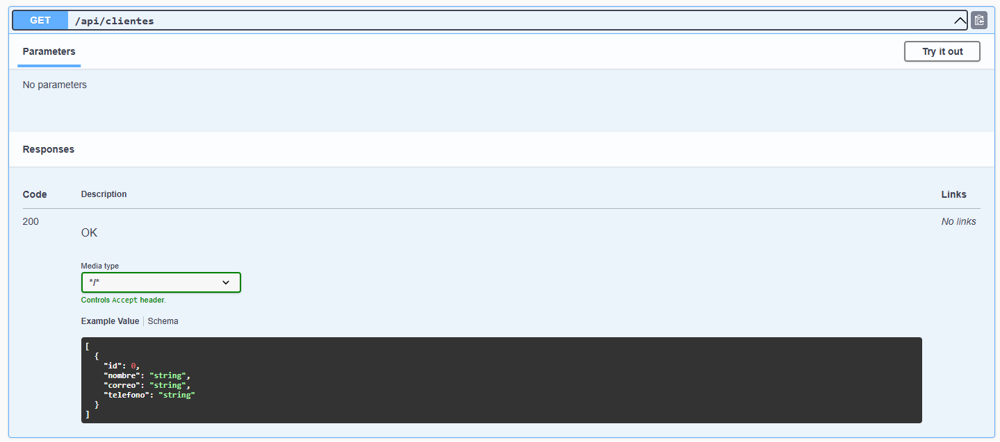 GET /api/clientes
Parameters
Try it out
No parameters
Responses
Code Description Links
200 OK No links
Media type
*/*
Controls Accept header.
Example Value Schema
[
  {
    "id": 0,
    "nombre": "string",
    "correo": "string",
    "telefono": "string"
  }
]